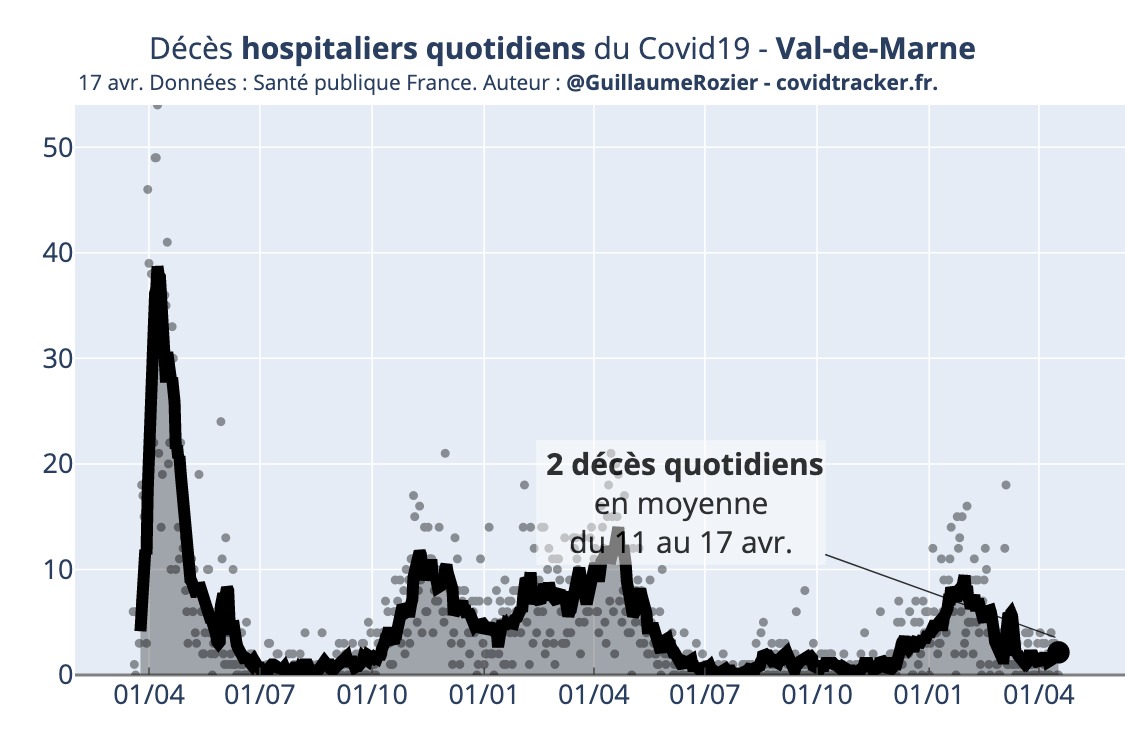 Décès hospitaliers quotidiens du Covid19 - Val-de-Marne
17 avr. Données : Santé publique France. Auteur : @GuillaumeRozier - covidtracker.fr.
50
40
30
20
10
0
2 décès quotidiens
en moyenne
du 11 au 17 avr.
01/04 01/07 01/10 01/01 01/04 01/07 01/10 01/01 01/04